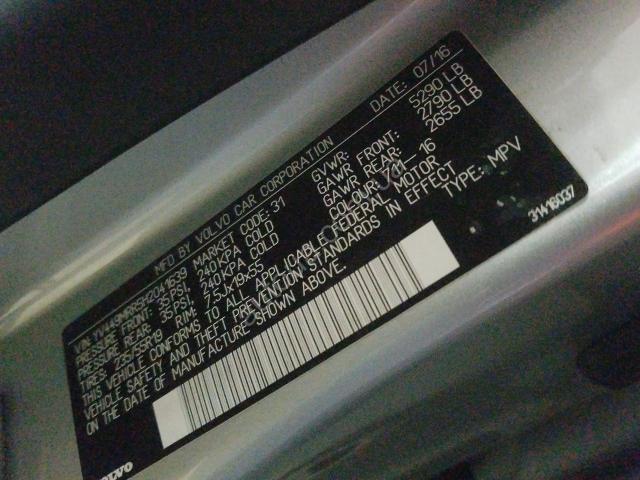 MFD BY VOLVO CAR CORPORATION DATE: 07/16
MARKET CODE: 31 GVWR: 5290 LB
PRESSURE FRONT: 35 PSI, 240 KPA COLD GAWR FRONT: 2790 LB
PRESSURE REAR: 35 PSI, 240 KPA COLD GAWR REAR: 2655 LB
TIRES: 235/55R19 RIM: 7,5Jx19x55 COLOUR: 711- 16
THIS VEHICLE CONFORMS TO ALL APPLICABLE FEDERAL MOTOR
VEHICLE SAFETY AND THEFT PREVENTION STANDARDS IN EFFECT
ON THE DATE OF MANUFACTURE SHOWN ABOVE. TYPE: MPV
31416037
VOLVO